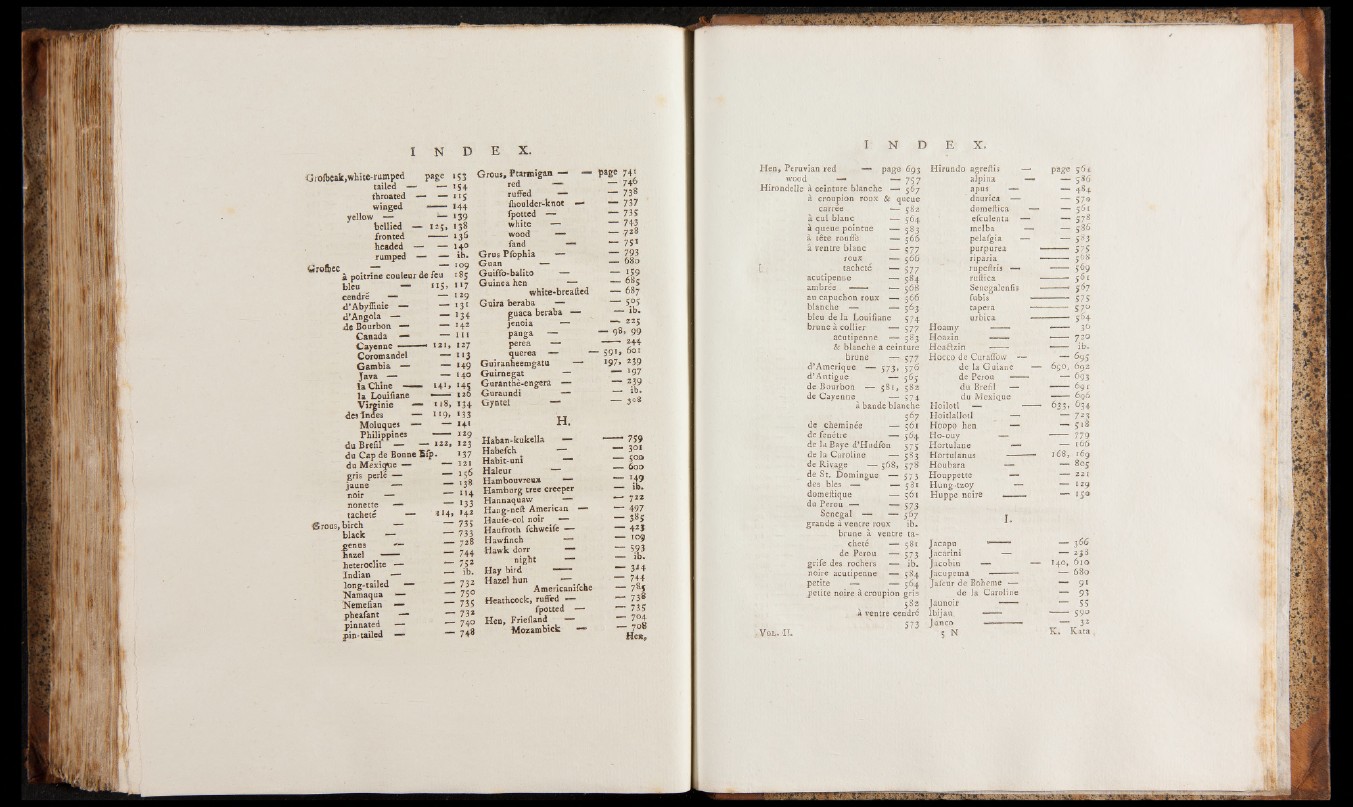 I N D E X.
Grosbeak, white-rumped page 153
tailed — — 154
throated — — 115
winged —— 144
yellow — — 139
bellied — 125, 138
fronted —— 136
headed — — 140
rumped — — ib.
Grosbec — — 109
à poitrine couleur de feu 185
bleu — 115, 117
cendré — — 129
d'Abyssinie — — 131
d'Angola — — 134
de Bourbon — — 142
Canada — — 111
Cayenne —— 121, 127
Coromandel — 113
Gambia — — 149
Java — — 140
la Chine —— 141, 145
la Louisiane —— 126
Virginie — 118, 134
des Indes — 119, 133
Moluques — — 141
Philippines —— 129
du Bresil — — 122, 123
du Cap de Bonne Esp. 137
du Mexique — — 121
gris perlé — — 156
jaune — — 138
noir — — 114
nonette — — 133
tacheté — 114, 142
Grous, birch — — 735
black — — 733
genus — — 728
hazel —— — 744
heteroclite — — 752
Indian — — ib.
long-tailed — — 732
Namaqua — — 750
Nemesian — — 735
pheasant — — 732
pinnated — — 740
pin-tailed — — 748
Grous, Ptarmigan — — page 741
red — — 746
ruffed — — 738
shoulder-knot — — 737
spotted — — 735
white — — 743
wood — — 728
sand — — 751
Grus Psophia — — 793
Guan — — 680
Guisso-balito — — 159
Guinea hen — — 685
white-breasted — 687
Guira beraba — — 505
guaca beraba — — ib.
jenoia — — 225
panga — — 98, 99
perea — —— 244
querea — — 591, 601
Guiranheemgatu — 197, 239
Guirnegat — — 197
Guranthé-engera — — 239
Guraundi — — ib.
Gyntel — — 308
H.
Haban-kukella — —— 759
Habesch — — 301
Habit-uni — — 500
Haleur — — 600
Hambouvreux — — 149
Hamborg tree creeper — ib.
Hannaquaw — — 722
Hang-nest American — — 497
Hause-col noir — — 385
Hausroth schweife — — 423
Hawfinch — — 109
Hawk dorr — — 593
night — — ib.
Hay bird —— — 324
Hazel hun — — 744
Americanische — 785
Heathcock, ruffed — — 738
spotted — — 735
Hen, Friesland — — 704
Mozambick — — 708
Hen,
I N D E X.
Hen, Peruvian red — page 693
wood — — 757
Hirondelle à ceinture blanche — 567
à croupion roux & queue
carrée — 582
à cul blanc — 564
à queue pointue — 583
à tête rousse — 566
à ventre blanc — 577
roux — 566
tacheté — 577
acutipenne — 584
ambrée —— — 568
au capuchon roux — 566
blanche — — 563
bleu de la Louisiane 574
brune à collier — 577
acutipenne — 583
& blanche a ceinture
brune — 577
d'Amerique — 573, 576
d'Antigue — 565
de Bourbon — 581, 582
de Cayenne — 574
à bande blanche
567
de cheminée — 561
de fenêtre — 564
de la Baye d'Hudson 575
de la Caroline — 583
de Rivage — 568, 578
de St. Domingue — 573
des bles — — 581
domestique — 561
du Perou — — 573
Senegal — — 567
grande à ventre roux ib.
brune à ventre ta-
cheté — 581
de Perou — 573
grise des rochers — ib.
noire acutipenne — 584
petite — — 564
petite noire à croupion gris
582
à ventre cendré
573
Hirundo agrestis — page 561
alpina — — 586
apus — — 484
daurica — — 570
domestica — — 561
esculenta — — 578
melba — — 586
pelasgia — — 583
purpurea —— 575
riparia —— 568
rupestris — —— 569
rustica —— 561
Senegalensis —— 567
subis —— 575
tapera —— 570
urbica —— 564
Hoamy —— —— 36
Hoazin —— —— 720
Hoactzin —— —— ib.
Hocco de Curassow — — 695
de la Guiane — 690, 692
de Perou —— — 693
du Bresil — —— 691
du Mexique —— 696
Hoilotl — —— 633, 634
Hoitlallotl — — 723
Hoopo hen — — 518
Ho-ouy — —— 779
Hortulane — — 166
Hortulanus —— 168, 169
Houbara — — 805
Houppette — — 221
Hung-tzoy — — 129
Huppe noire —— — 150
I.
Jacapu —— — 366
Jacarini — — 238
Jacobin — — 140, 610
Jacupema —— — 680
Jaseur de Boheme — — 91
de la Caroline — 93
Jaunoir —— — 55
Ibijau —— — 590
Junco —— — 32
VOL. II. 5 N K. Kata